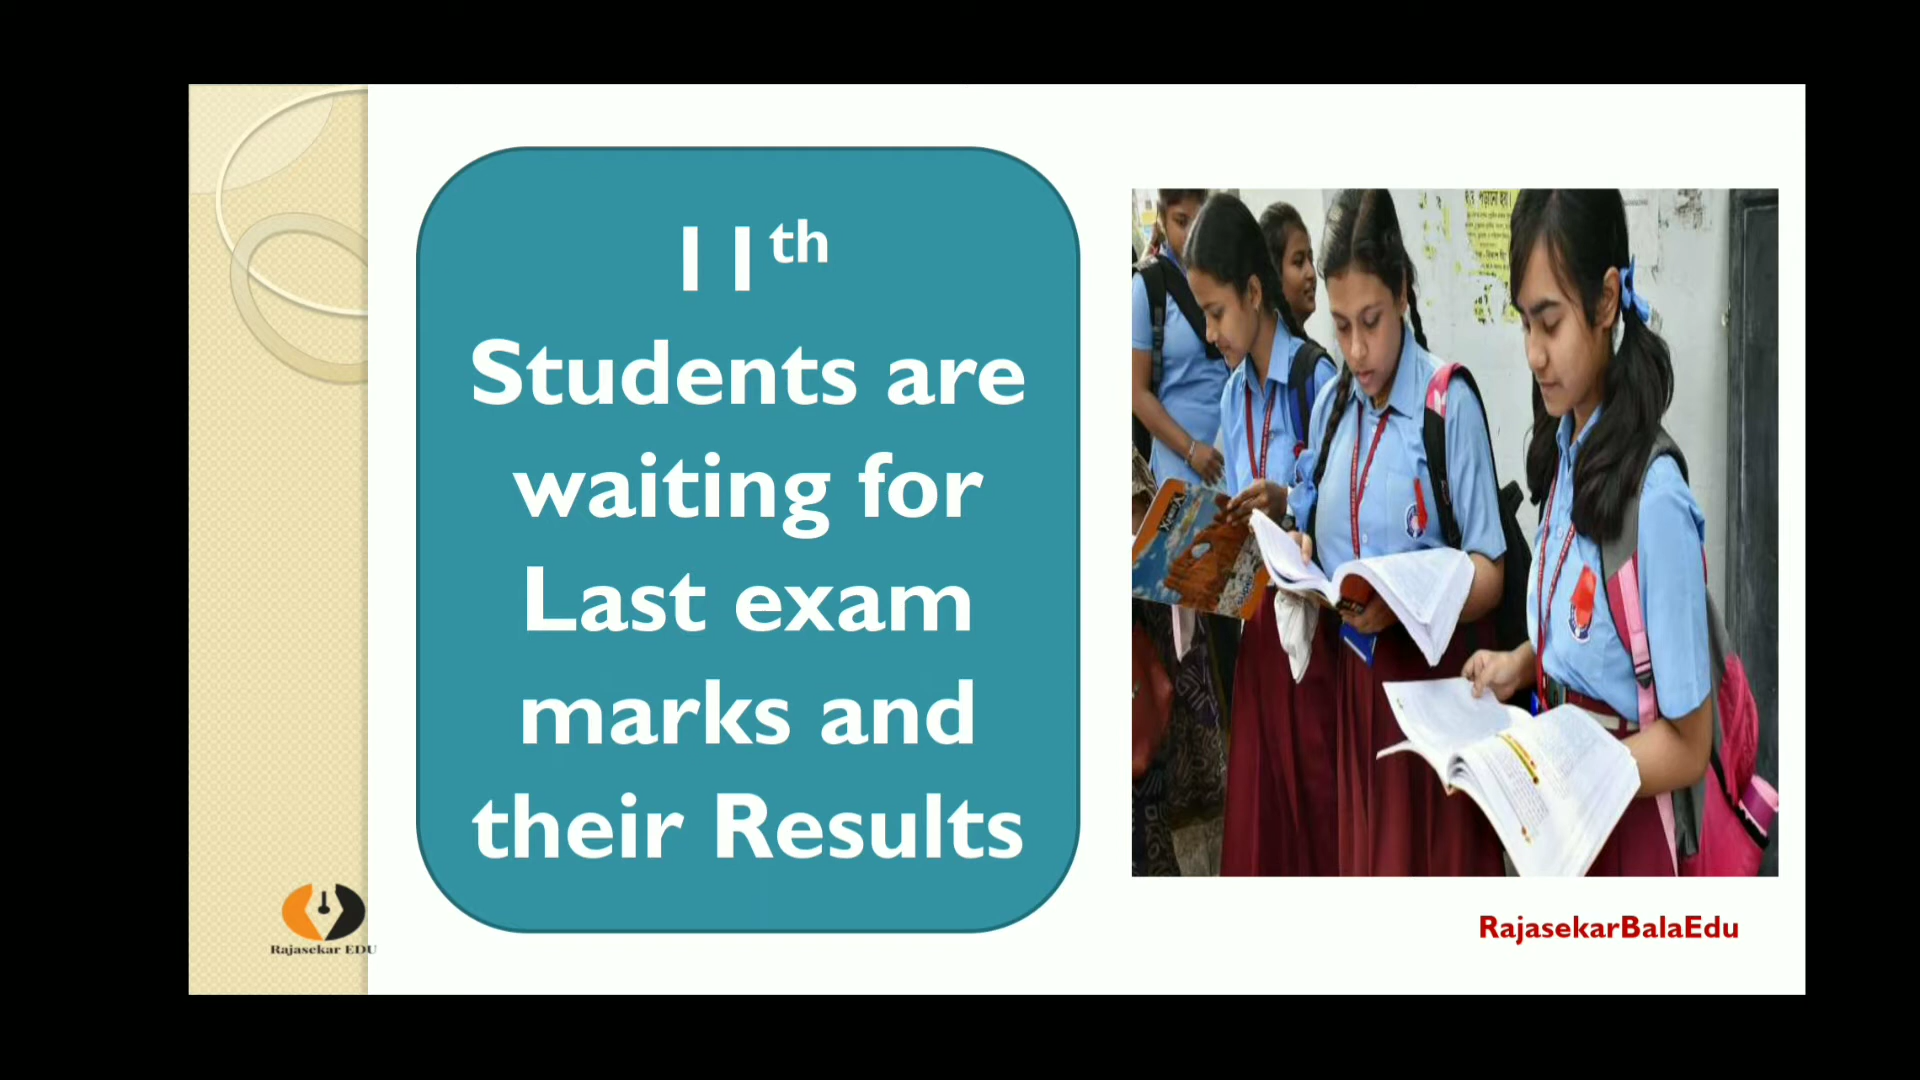 11th
Students are
waiting for
Last exam
marks and
their Results
Rajasekar EDU
RajasekarBalaEdu